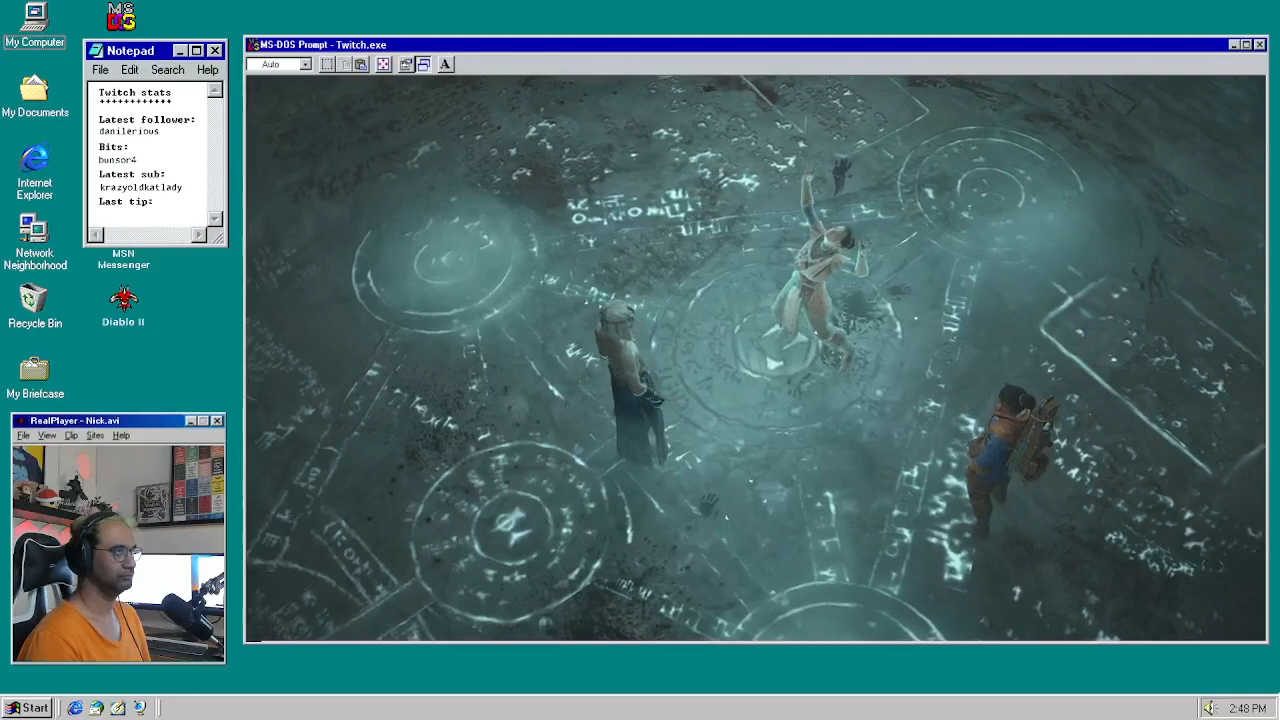 My Computer
My Documents
Internet
Explorer
Network
Neighborhood
Recycle Bin
My Briefcase
MS
DOS
Notepad
File Edit Search Help
Twitch stats
************
Latest follower:
danilerious
Bits:
bunsor4
Latest sub:
krazyoldkatlady
Last tip:
MSN
Messenger
Diablo II
RealPlayer - Nick.avi
File View Clip Sites Help
MS-DOS Prompt - Twitch.exe
Auto
A
Start
2:48 PM